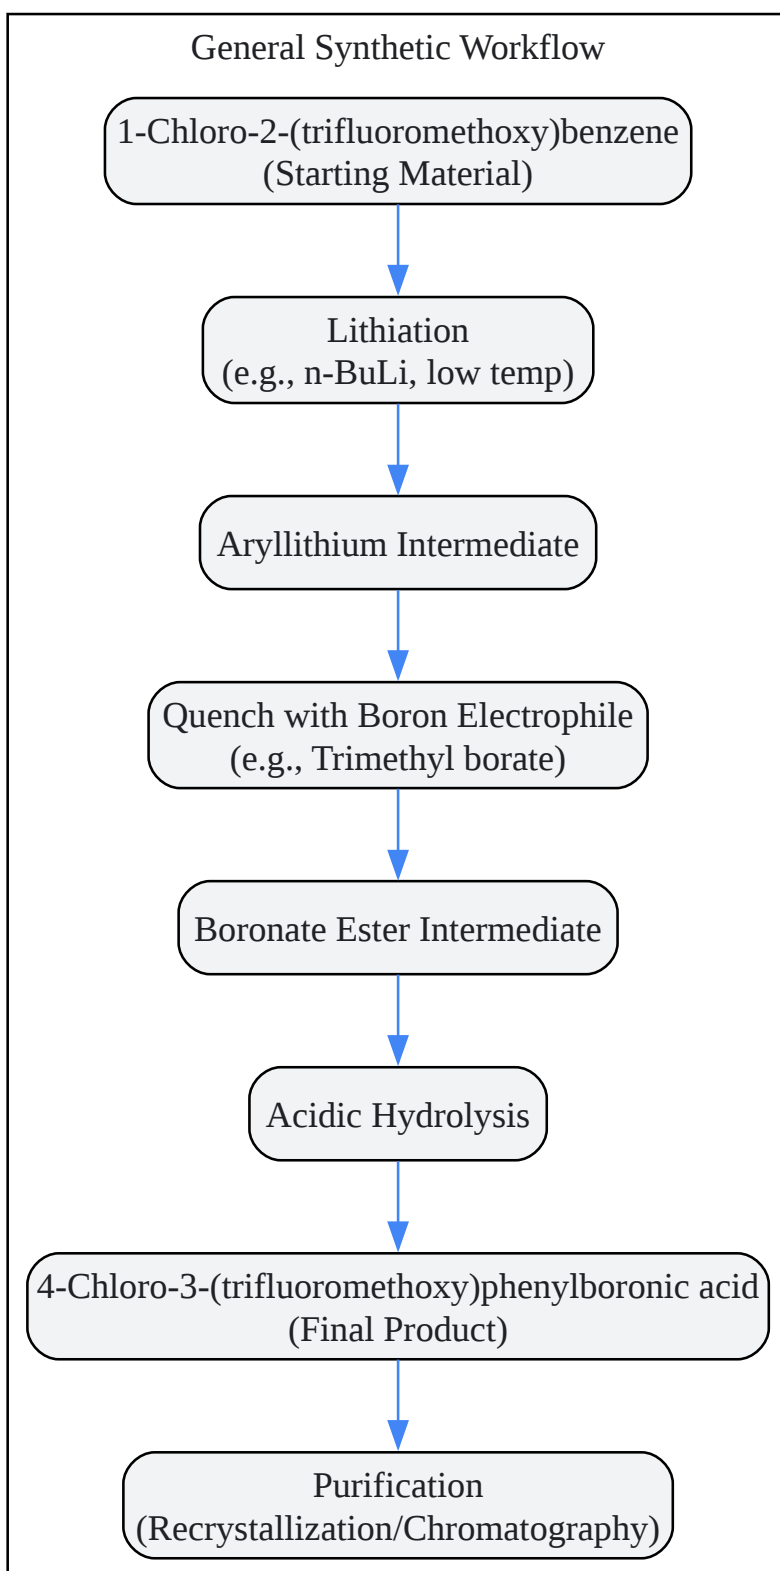 General Synthetic Workflow
1-Chloro-2-(trifluoromethoxy)benzene
(Starting Material)
Lithiation
(e.g., n-BuLi, low temp)
Aryllithium Intermediate
Quench with Boron Electrophile
(e.g., Trimethyl borate)
Boronate Ester Intermediate
Acidic Hydrolysis
4-Chloro-3-(trifluoromethoxy)phenylboronic acid
(Final Product)
Purification
(Recrystallization/Chromatography)